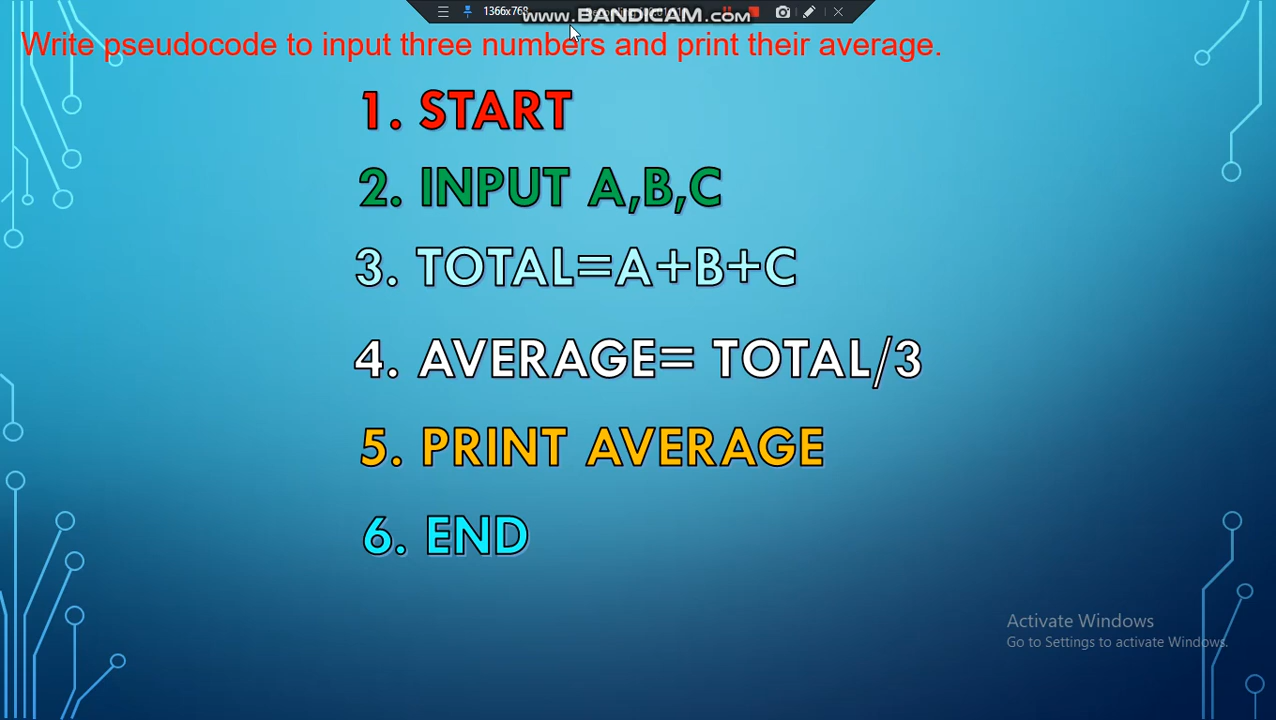 1366x768
www.BANDICAM.com
Write pseudocode to input three numbers and print their average.
1. START
2. INPUT A,B,C
3. TOTAL=A+B+C
4. AVERAGE= TOTAL/3
5. PRINT AVERAGE
6. END
Activate Windows
Go to Settings to activate Windows.